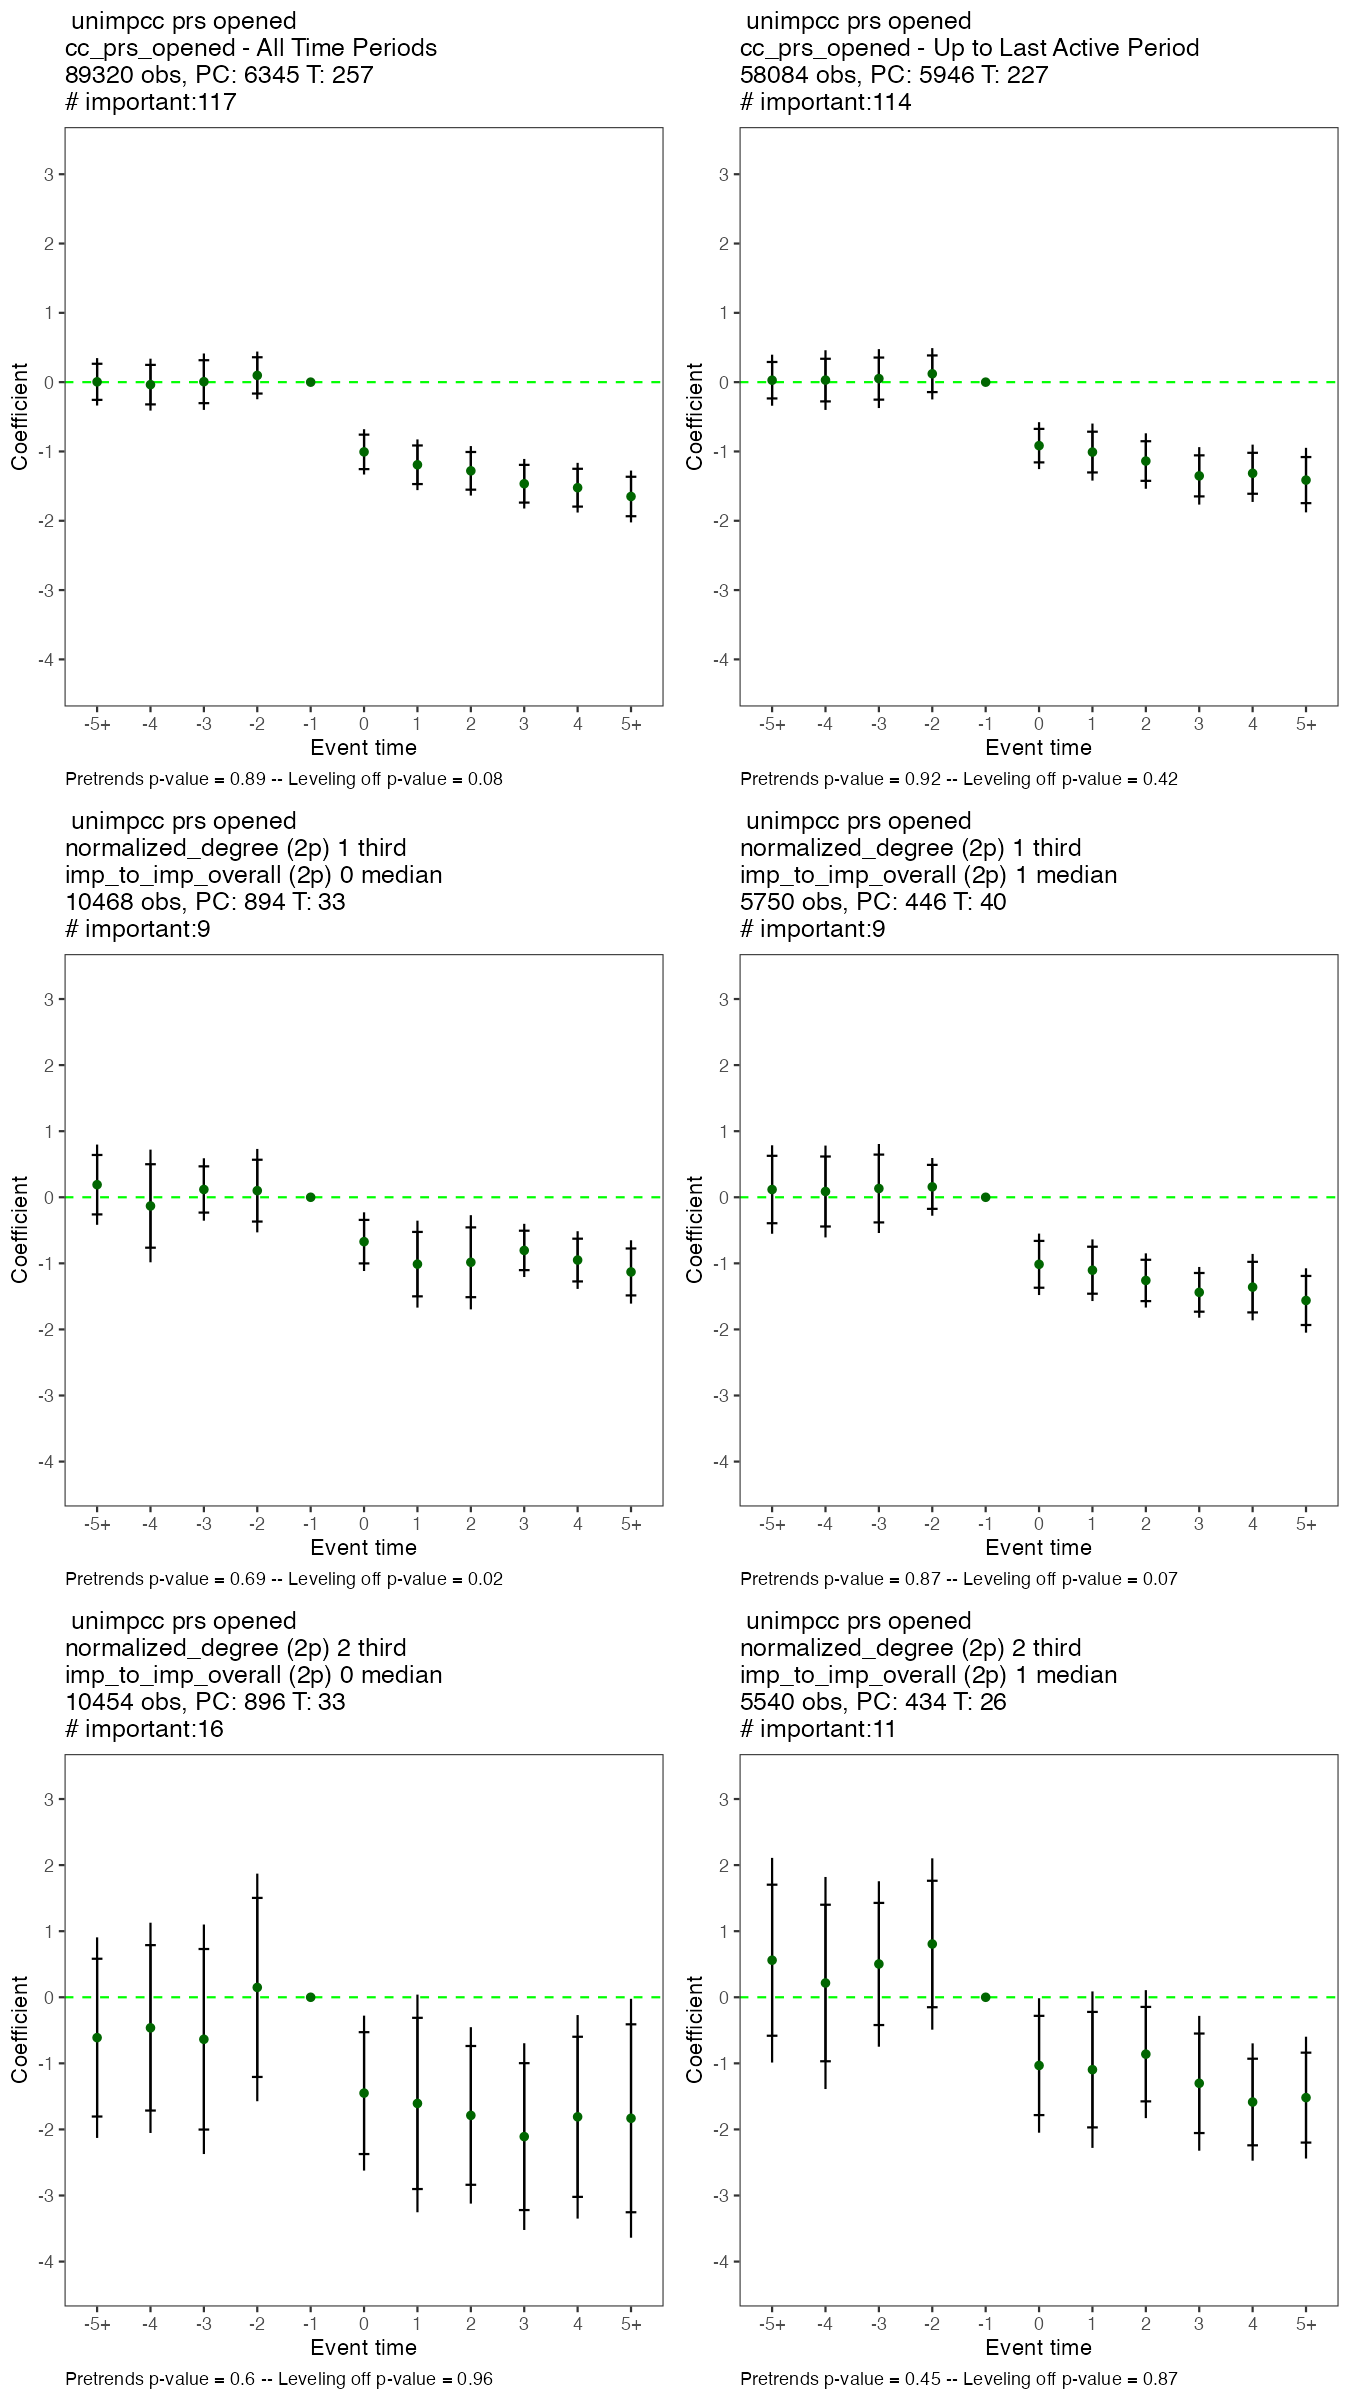 unimpcc prs opened
cc_prs_opened - All Time Periods
89320 obs, PC: 6345 T: 257
# important:117
3
2
1
0
-1
-2
-3
-4
Coefficient
-5+ -4 -3 -2 -1 0 1 2 3 4 5+
Event time
Pretrends p-value = 0.89 -- Leveling off p-value = 0.08
unimpcc prs opened
cc_prs_opened - Up to Last Active Period
58084 obs, PC: 5946 T: 227
# important:114
3
2
1
0
-1
-2
-3
-4
Coefficient
-5+ -4 -3 -2 -1 0 1 2 3 4 5+
Event time
Pretrends p-value = 0.92 -- Leveling off p-value = 0.42
unimpcc prs opened
normalized_degree (2p) 1 third
imp_to_imp_overall (2p) 0 median
10468 obs, PC: 894 T: 33
# important:9
3
2
1
0
-1
-2
-3
-4
Coefficient
-5+ -4 -3 -2 -1 0 1 2 3 4 5+
Event time
Pretrends p-value = 0.69 -- Leveling off p-value = 0.02
unimpcc prs opened
normalized_degree (2p) 1 third
imp_to_imp_overall (2p) 1 median
5750 obs, PC: 446 T: 40
# important:9
3
2
1
0
-1
-2
-3
-4
Coefficient
-5+ -4 -3 -2 -1 0 1 2 3 4 5+
Event time
Pretrends p-value = 0.87 -- Leveling off p-value = 0.07
unimpcc prs opened
normalized_degree (2p) 2 third
imp_to_imp_overall (2p) 0 median
10454 obs, PC: 896 T: 33
# important:16
3
2
1
0
-1
-2
-3
-4
Coefficient
-5+ -4 -3 -2 -1 0 1 2 3 4 5+
Event time
Pretrends p-value = 0.6 -- Leveling off p-value = 0.96
unimpcc prs opened
normalized_degree (2p) 2 third
imp_to_imp_overall (2p) 1 median
5540 obs, PC: 434 T: 26
# important:11
3
2
1
0
-1
-2
-3
-4
Coefficient
-5+ -4 -3 -2 -1 0 1 2 3 4 5+
Event time
Pretrends p-value = 0.45 -- Leveling off p-value = 0.87